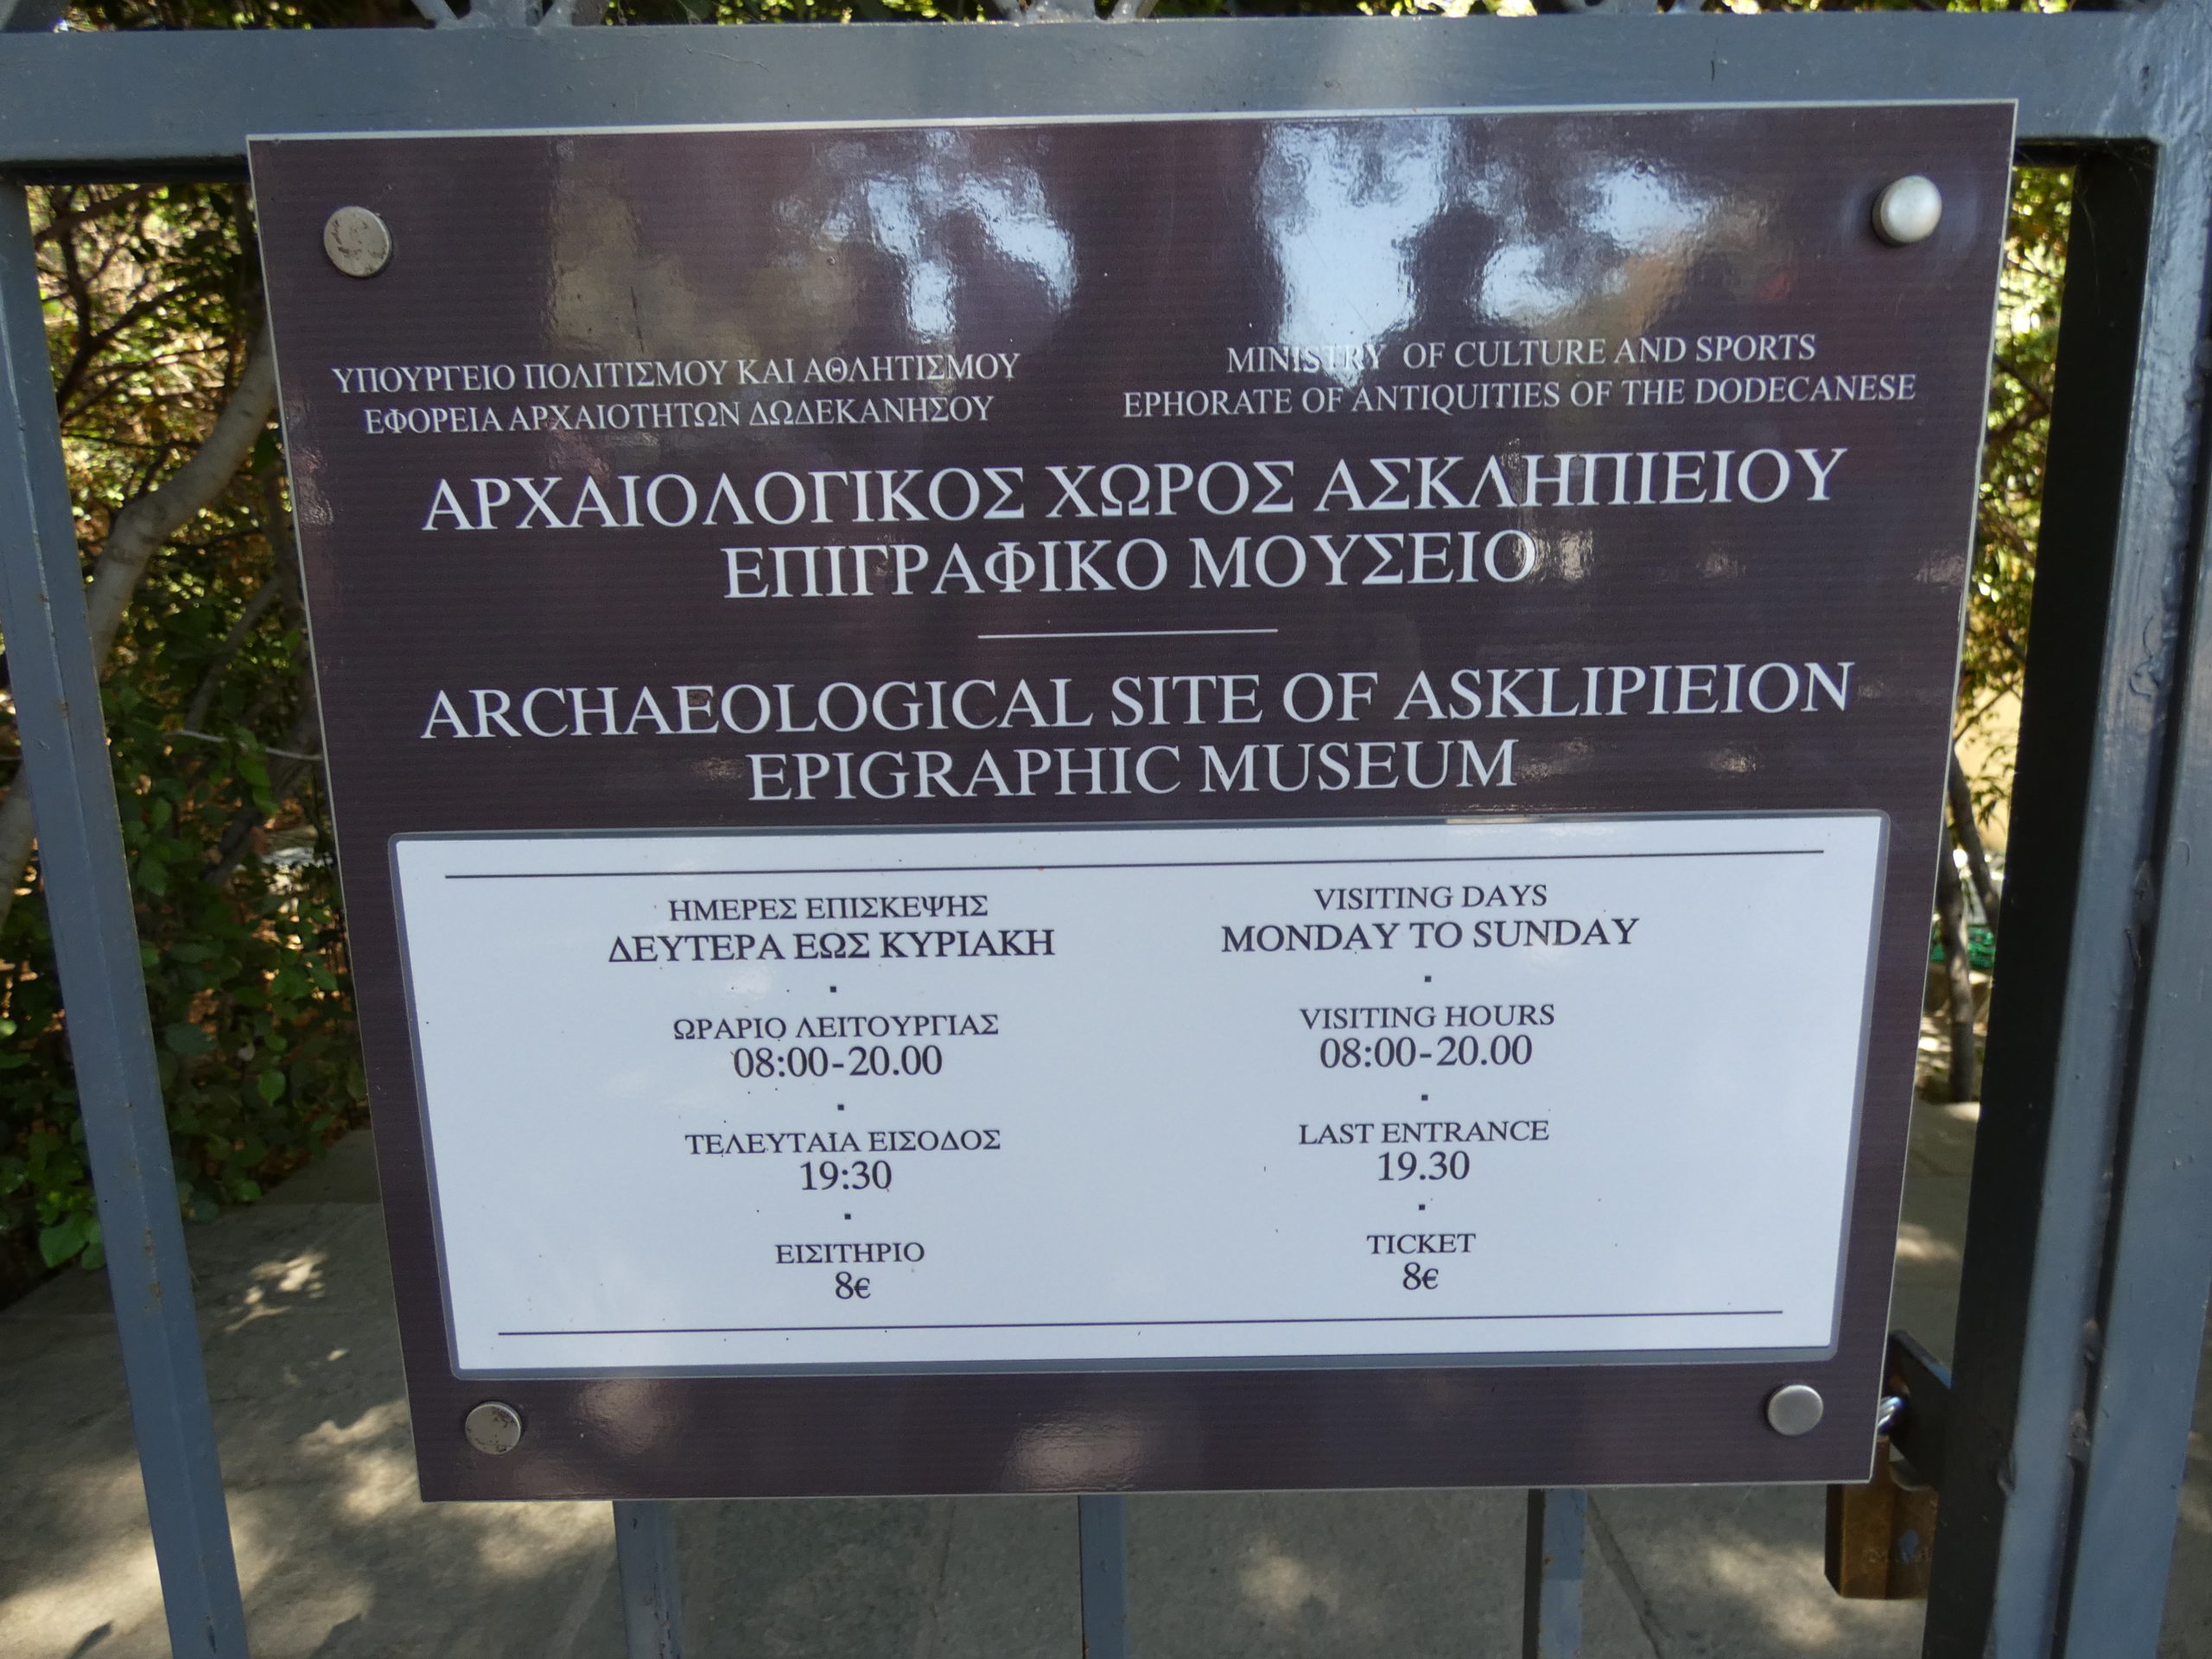 ΥΠΟΥΡΓΕΙΟ ΠΟΛΙΤΙΣΜΟΥ ΚΑΙ ΑΘΛΗΤΙΣΜΟΥ
ΕΦΟΡΕΙΑ ΑΡΧΑΙΟΤΗΤΩΝ ΔΩΔΕΚΑΝΗΣΟΥ
MINISTRY OF CULTURE AND SPORTS
EPHORATE OF ANTIQUITIES OF THE DODECANESE
ΑΡΧΑΙΟΛΟΓΙΚΟΣ ΧΩΡΟΣ ΑΣΚΛΗΠΙΕΙΟΥ
ΕΠΙΓΡΑΦΙΚΟ ΜΟΥΣΕΙΟ
ARCHAEOLOGICAL SITE OF ASKLIPIEION
EPIGRAPHIC MUSEUM
ΗΜΕΡΕΣ ΕΠΙΣΚΕΨΗΣ
ΔΕΥΤΕΡΑ ΕΩΣ ΚΥΡΙΑΚΗ
ΩΡΑΡΙΟ ΛΕΙΤΟΥΡΓΙΑΣ
08:00-20.00
ΤΕΛΕΥΤΑΙΑ ΕΙΣΟΔΟΣ
19:30
ΕΙΣΙΤΗΡΙΟ
8€
VISITING DAYS
MONDAY TO SUNDAY
VISITING HOURS
08:00-20.00
LAST ENTRANCE
19.30
TICKET
8€